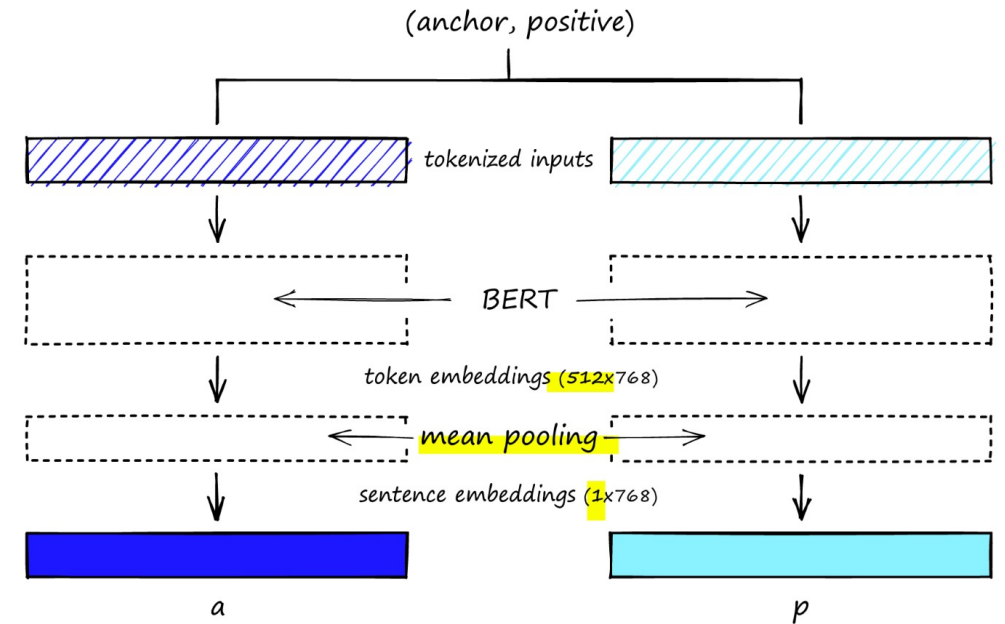 (anchor, positive)
tokenized inputs
BERT
token embeddings (512x768)
mean pooling
sentence embeddings (1x768)
a
p